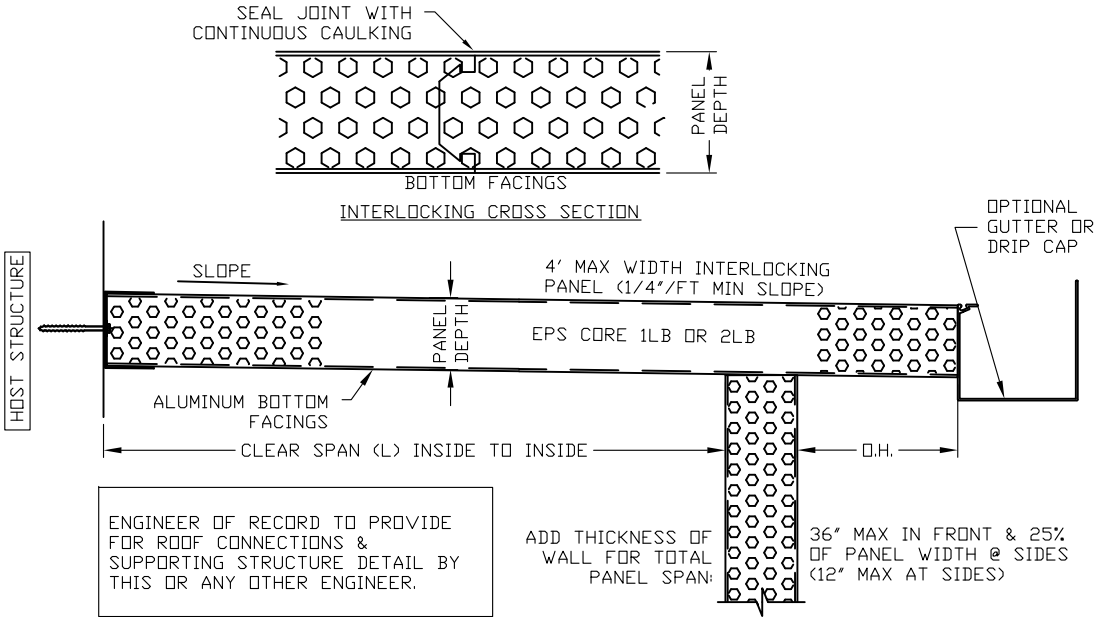 SEAL JOINT WITH
CONTINUOUS CAULKING
PANEL
DEPTH
BOTTOM FACINGS
INTERLOCKING CROSS SECTION
OPTIONAL
GUTTER OR
DRIP CAP
HOST STRUCTURE
SLOPE
4' MAX WIDTH INTERLOCKING
PANEL (1/4"/FT MIN SLOPE)
PANEL
DEPTH
EPS CORE 1LB OR 2LB
ALUMINUM BOTTOM
FACINGS
CLEAR SPAN (L) INSIDE TO INSIDE
O.H.
ENGINEER OF RECORD TO PROVIDE
FOR ROOF CONNECTIONS &
SUPPORTING STRUCTURE DETAIL BY
THIS OR ANY OTHER ENGINEER.
ADD THICKNESS OF
WALL FOR TOTAL
PANEL SPAN:
36" MAX IN FRONT & 25%
OF PANEL WIDTH @ SIDES
(12" MAX AT SIDES)